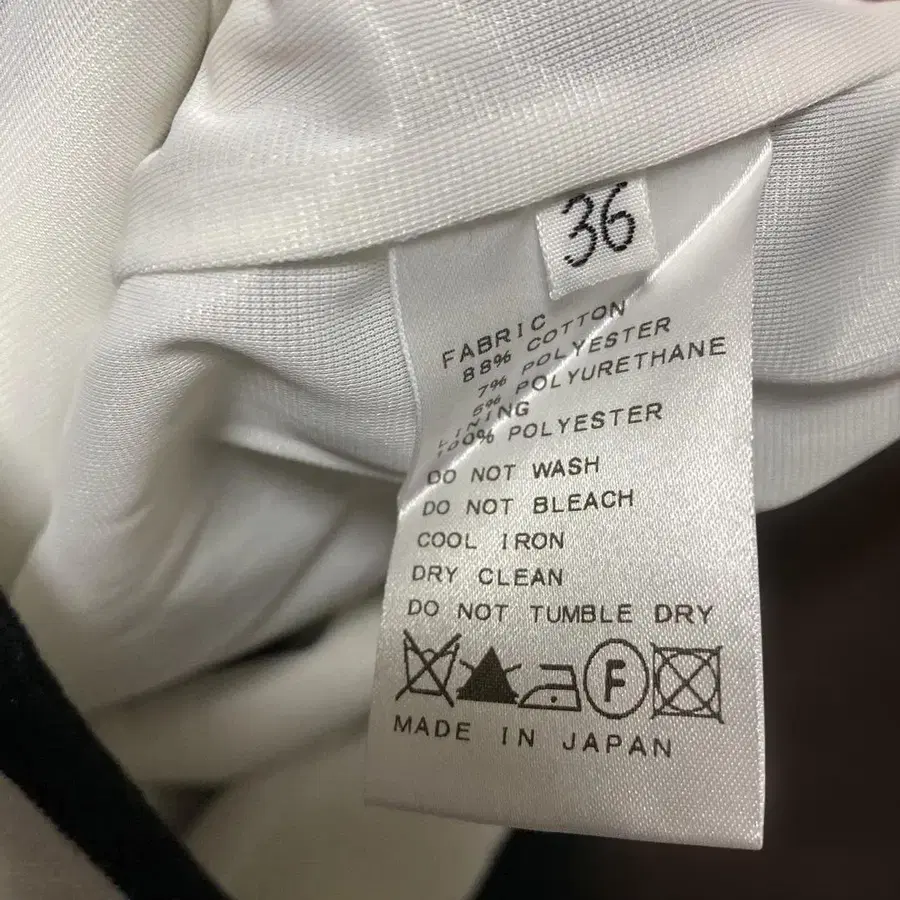 36
FABRIC
88% COTTON
7% POLYESTER
5% POLYURETHANE
LINING
100% POLYESTER
DO NOT WASH
DO NOT BLEACH
COOL IRON
DRY CLEAN
DO NOT TUMBLE DRY
F
MADE IN JAPAN